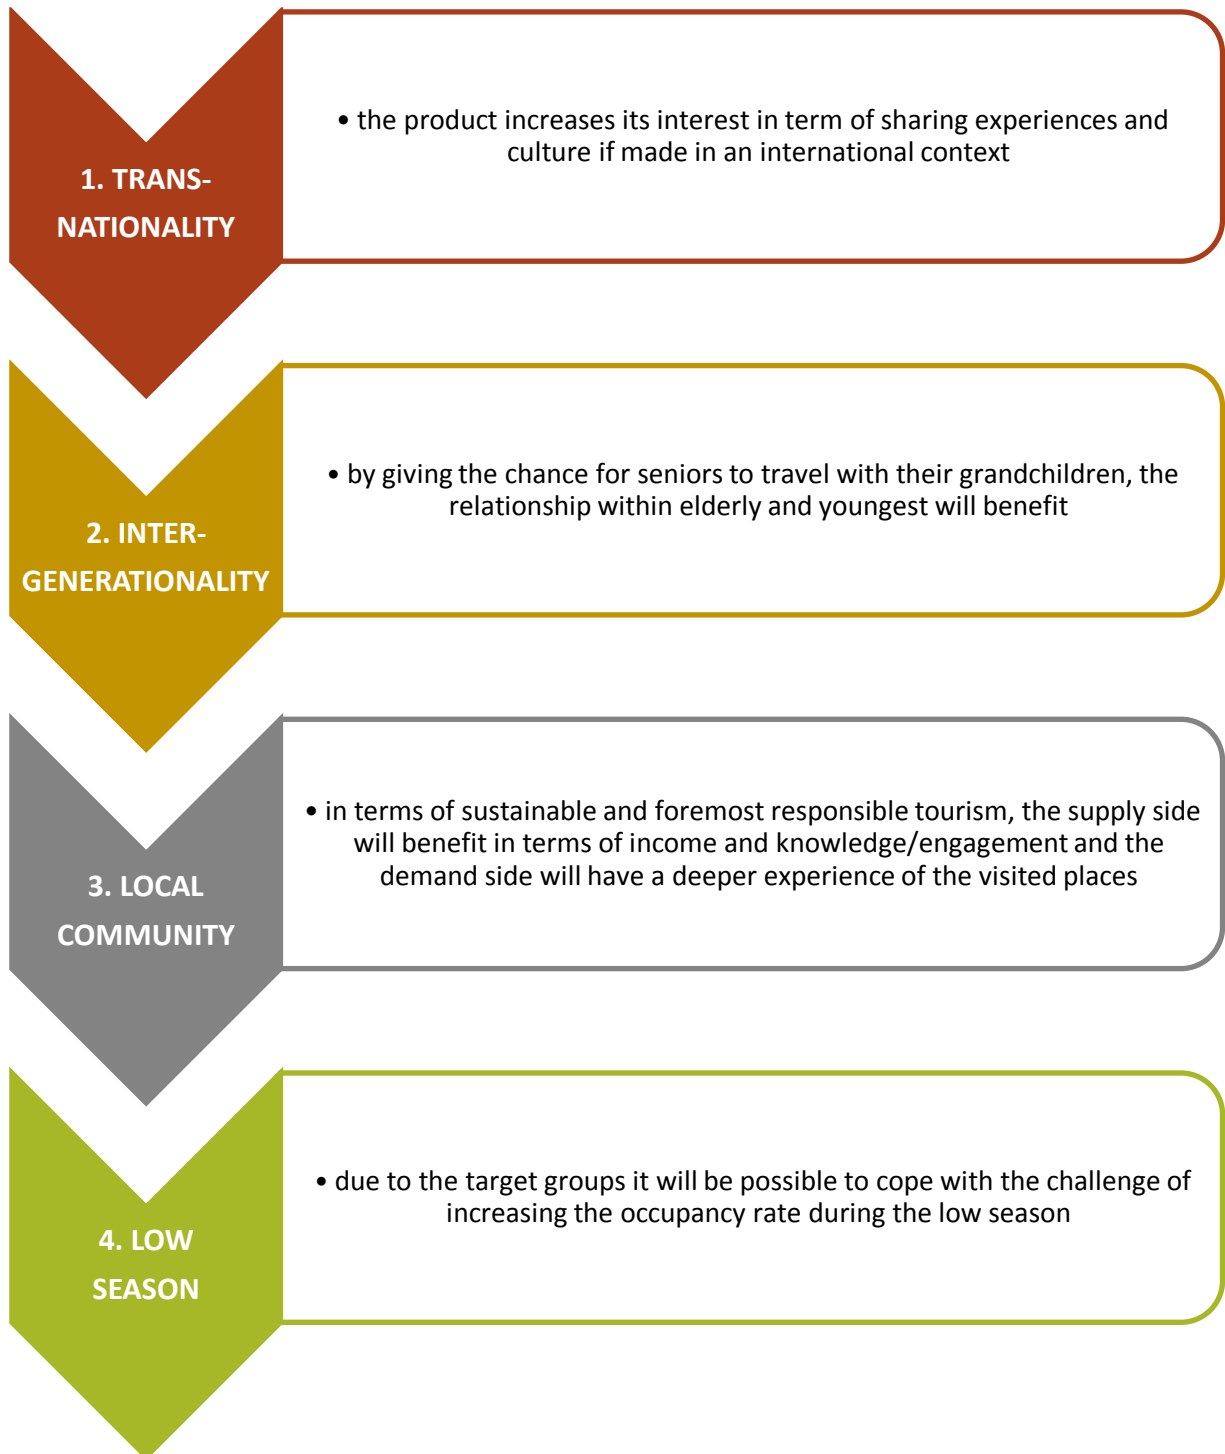 1. TRANS-
NATIONALITY
• the product increases its interest in term of sharing experiences and
culture if made in an international context
2. INTER-
GENERATIONALITY
• by giving the chance for seniors to travel with their grandchildren, the
relationship within elderly and youngest will benefit
3. LOCAL
COMMUNITY
• in terms of sustainable and foremost responsible tourism, the supply side
will benefit in terms of income and knowledge/engagement and the
demand side will have a deeper experience of the visited places
4. LOW
SEASON
• due to the target groups it will be possible to cope with the challenge of
increasing the occupancy rate during the low season